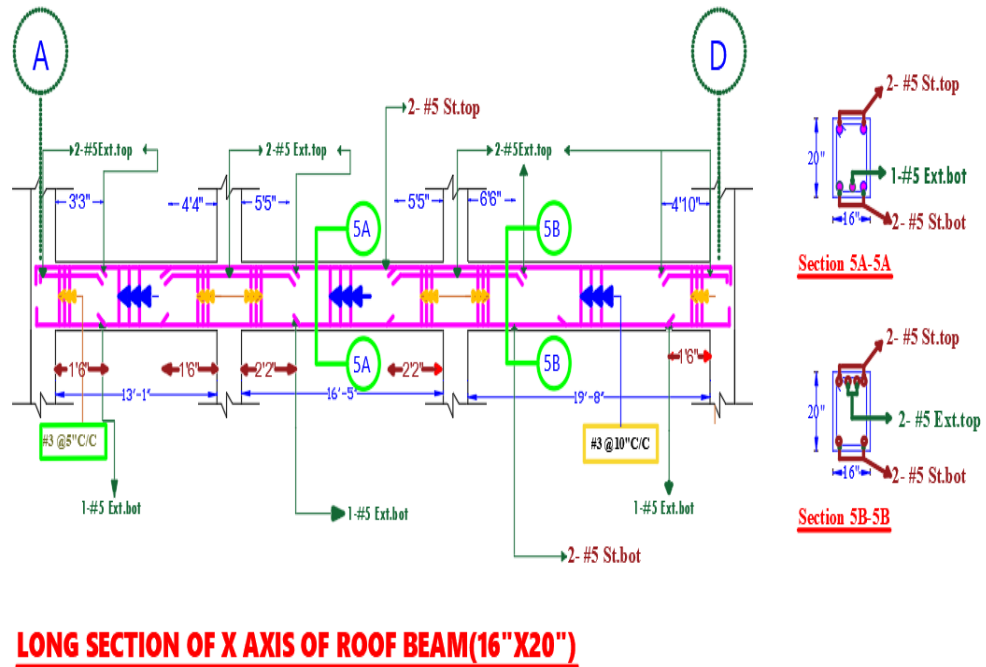 A
D
2- #5 St.top
2-#5Ext.top
2-#5 Ext.top
2-#5Ext.top
3'3"
4'4"
5'5"
5'5"
6'6"
4'10"
5A
5B
5A
5B
1'6"
1'6"
2'2"
2'2"
1'6"
13'-1"
16'-5"
19'-8"
#3 @5"C/C
#3 @10"C/C
1-#5 Ext.bot
1-#5 Ext.bot
1-#5 Ext.bot
2- #5 St.bot
2- #5 St.top
20"
1-#5 Ext.bot
16"
2- #5 St.bot
Section 5A-5A
2- #5 St.top
20"
2- #5 Ext.top
16"
2- #5 St.bot
Section 5B-5B
LONG SECTION OF X AXIS OF ROOF BEAM(16"X20")